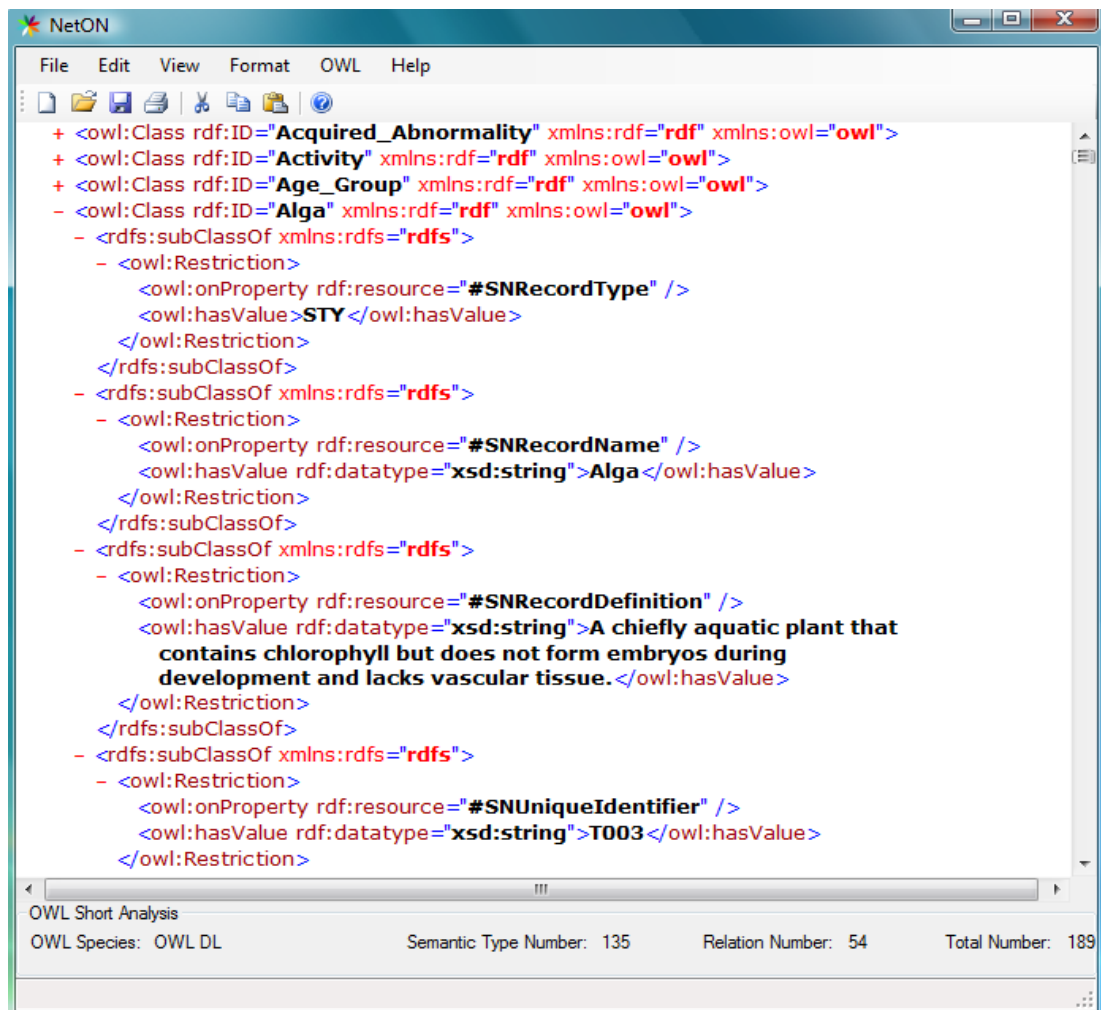 NetON
File Edit View Format OWL Help
+ <owl:Class rdf:ID="Acquired_Abnormality" xmlns:rdf="rdf" xmlns:owl="owl">
+ <owl:Class rdf:ID="Activity" xmlns:rdf="rdf" xmlns:owl="owl">
+ <owl:Class rdf:ID="Age_Group" xmlns:rdf="rdf" xmlns:owl="owl">
- <owl:Class rdf:ID="Alga" xmlns:rdf="rdf" xmlns:owl="owl">
- <rdfs:subClassOf xmlns:rdfs="rdfs">
- <owl:Restriction>
<owl:onProperty rdf:resource="#SNRecordType" />
<owl:hasValue>STY</owl:hasValue>
</owl:Restriction>
</rdfs:subClassOf>
- <rdfs:subClassOf xmlns:rdfs="rdfs">
- <owl:Restriction>
<owl:onProperty rdf:resource="#SNRecordName" />
<owl:hasValue rdf:datatype="xsd:string">Alga</owl:hasValue>
</owl:Restriction>
</rdfs:subClassOf>
- <rdfs:subClassOf xmlns:rdfs="rdfs">
- <owl:Restriction>
<owl:onProperty rdf:resource="#SNRecordDefinition" />
<owl:hasValue rdf:datatype="xsd:string">A chiefly aquatic plant that
contains chlorophyll but does not form embryos during
development and lacks vascular tissue.</owl:hasValue>
</owl:Restriction>
</rdfs:subClassOf>
- <rdfs:subClassOf xmlns:rdfs="rdfs">
- <owl:Restriction>
<owl:onProperty rdf:resource="#SNUniqueIdentifier" />
<owl:hasValue rdf:datatype="xsd:string">T003</owl:hasValue>
</owl:Restriction>
OWL Short Analysis
OWL Species: OWL DL Semantic Type Number: 135 Relation Number: 54 Total Number: 189